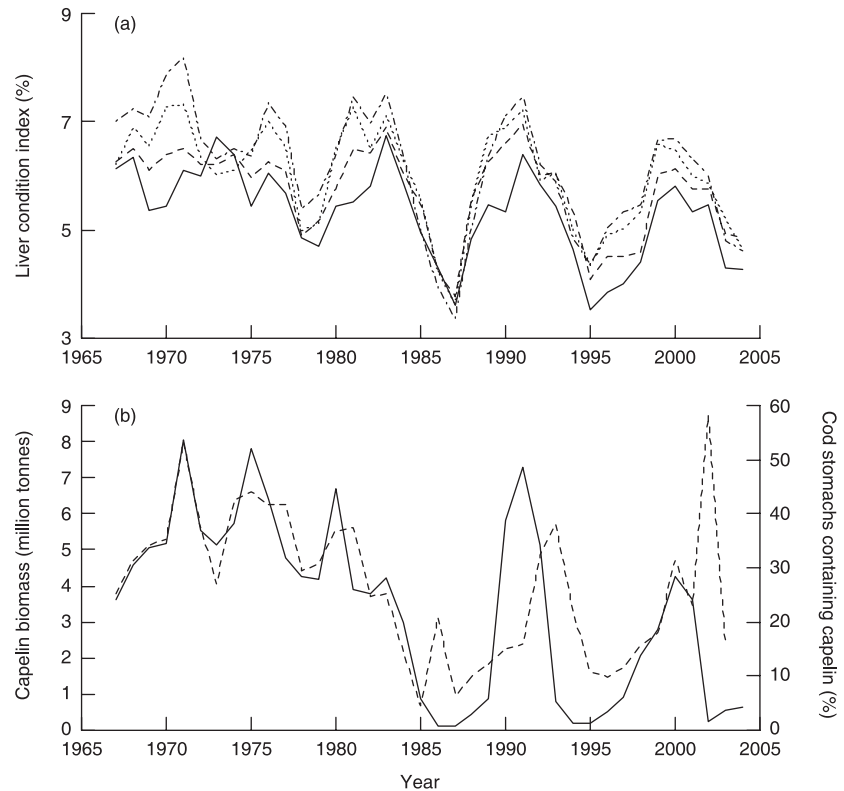 (a)
Liver condition index (%)
9
7
5
3
1965 1970 1975 1980 1985 1990 1995 2000 2005
(b)
Capelin biomass (million tonnes)
9
8
7
6
5
4
3
2
1
0
60
50
40
30
20
10
0
Cod stomachs containing capelin (%)
1965 1970 1975 1980 1985 1990 1995 2000 2005
Year